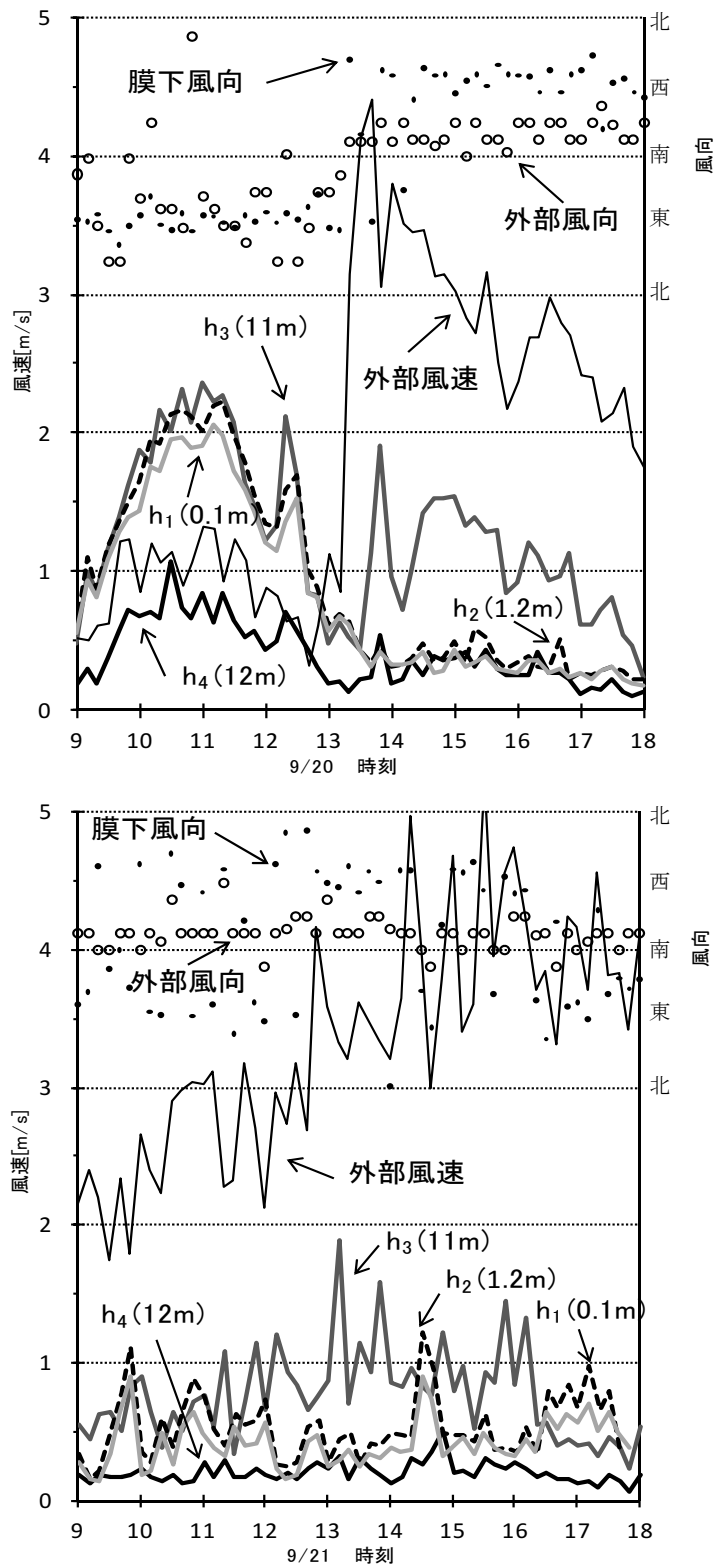 5
北
膜下風向
西
4
南
風向
外部風向
東
3
北
h3(11m)
風速[m/s]
外部風速
2
h1(0.1m)
1
h2(1.2m)
h4(12m)
0
9 10 11 12 13 14 15 16 17 18
9/20 時刻
5
北
膜下風向
西
4
南
風向
外部風向
東
3
北
風速[m/s]
外部風速
2
h3(11m)
h2(1.2m)
h4(12m)
h1(0.1m)
1
0
9 10 11 12 13 14 15 16 17 18
9/21 時刻